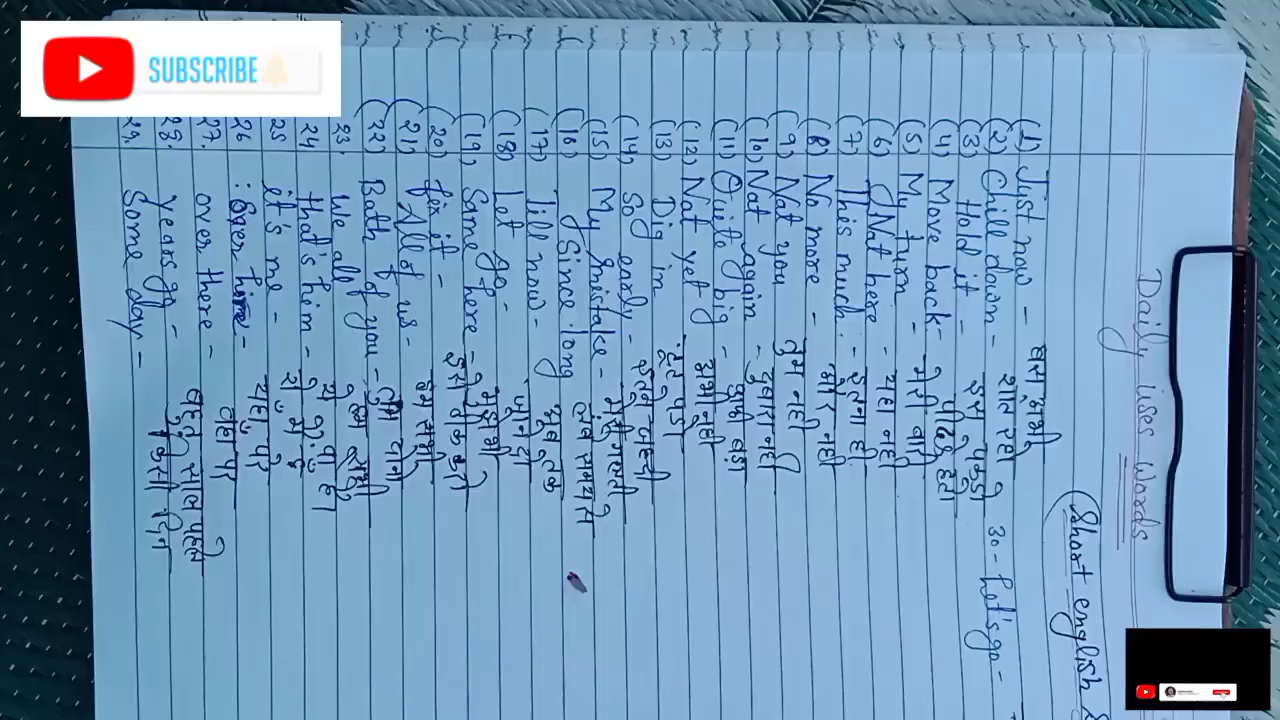 Daily Uses Words
Short english
(1) Just now - बस अभी
(2) Chill down - शांत रहो
(3) Hold it - इसे पकड़ो
30- Let's go -
(4) Move back - पीछे हटो
(5) My turn - मेरी बारी
(6) Not here - यहा नही
(7) This much - इतना ही
(8) No more - और नही
(9) Not you - तुम नही
(10) Not again - दुबारा नही
(11) Quite big - काफी बड़ा
(12) Not yet - अभी नही
(13) Dig in - टूट पड़ो
(14) So early - इतनी जल्दी
(15) My mistake - मेरी गलती
(16) Since long - लंबे समय से
(17) Till now - अब तक
(18) Let go -
(19) Same here -
(20) fix it - इसे ठीक करो
(21) All of us - हम सभी
(22) Both of you - तुम दोनो
23. We all -
24 that's him -
25 it's me -
26 : Over here - यहाँ पर
27. over there - वहा पर
28. years go - बहुत साल पहले
29. Some day - किसी दिन
SUBSCRIBE